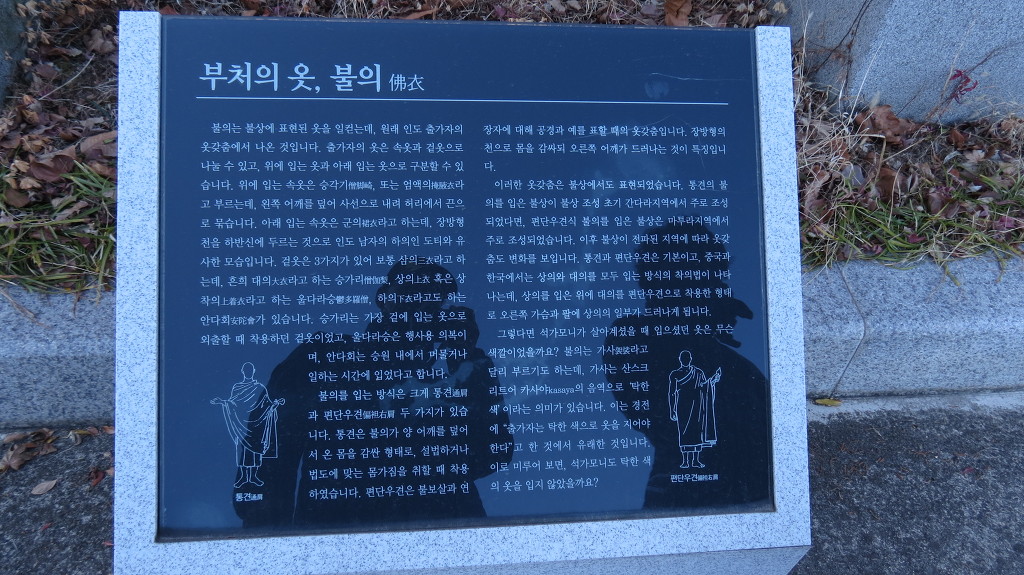 부처의 옷, 불의 佛衣
불의는 불상에 표현된 옷을 일컫는데, 원래 인도 출가자의
옷갖춤에서 나온 것입니다. 출가자의 옷은 속옷과 겉옷으로
나눌 수 있고, 위에 입는 옷과 아래 입는 옷으로 구분할 수 있
습니다. 위에 입는 속옷은 승각기僧脚崎, 또는 엄액의掩腋衣라
고 부르는데, 왼쪽 어깨를 덮어 사선으로 내려 허리에서 끈으
로 묶습니다. 아래 입는 속옷은 군의裙衣라고 하는데, 장방형
천을 하반신에 두르는 것으로 인도 남자의 하의인 도티와 유
사한 모습입니다. 겉옷은 3가지가 있어 보통 삼의三衣라고 하
는데, 흔히 대의大衣라고 하는 승가리僧伽梨, 상의上衣 혹은 상
착의上着衣라고 하는 울다라승鬱多羅僧, 하의下衣라고도 하는
안다회安陀會가 있습니다. 승가리는 가장 겉에 입는 옷으로
외출할 때 착용하던 겉옷이었고, 울다라승은 행사용 의복이
며, 안다회는 승원 내에서 머물거나
일하는 시간에 입었다고 합니다.
불의를 입는 방식은 크게 통견通肩
과 편단우견偏袒右肩 두 가지가 있습
니다. 통견은 불의가 양 어깨를 덮어
서 온 몸을 감싼 형태로, 설법하거나
법도에 맞는 몸가짐을 취할 때 착용
하였습니다. 편단우견은 불보살과 연
통견通肩
장자에 대해 공경과 예를 표할 때의 옷갖춤입니다. 장방형의
천으로 몸을 감싸되 오른쪽 어깨가 드러나는 것이 특징입니
다.
이러한 옷갖춤은 불상에서도 표현되었습니다. 통견의 불
의를 입은 불상이 불상 조성 초기 간다라지역에서 주로 조성
되었다면, 편단우견식 불의를 입은 불상은 마투라지역에서
주로 조성되었습니다. 이후 불상이 전파된 지역에 따라 옷갖
춤도 변화를 보입니다. 통견과 편단우견은 기본이고, 중국과
한국에서는 상의와 대의를 모두 입는 방식의 착의법이 나타
나는데, 상의를 입은 위에 대의를 편단우견으로 착용한 형태
로 오른쪽 가슴과 팔에 상의의 일부가 드러나게 됩니다.
그렇다면 석가모니가 살아계셨을 때 입으셨던 옷은 무슨
색깔이었을까요? 불의는 가사袈裟라고
달리 부르기도 하는데, 가사는 산스크
리트어 카사야kasaya의 음역으로 '탁한
색'이라는 의미가 있습니다. 이는 경전
에 "출가자는 탁한 색으로 옷을 지어야
한다"고 한 것에서 유래한 것입니다.
이로 미루어 보면, 석가모니도 탁한 색
의 옷을 입지 않았을까요?
편단우견偏袒右肩